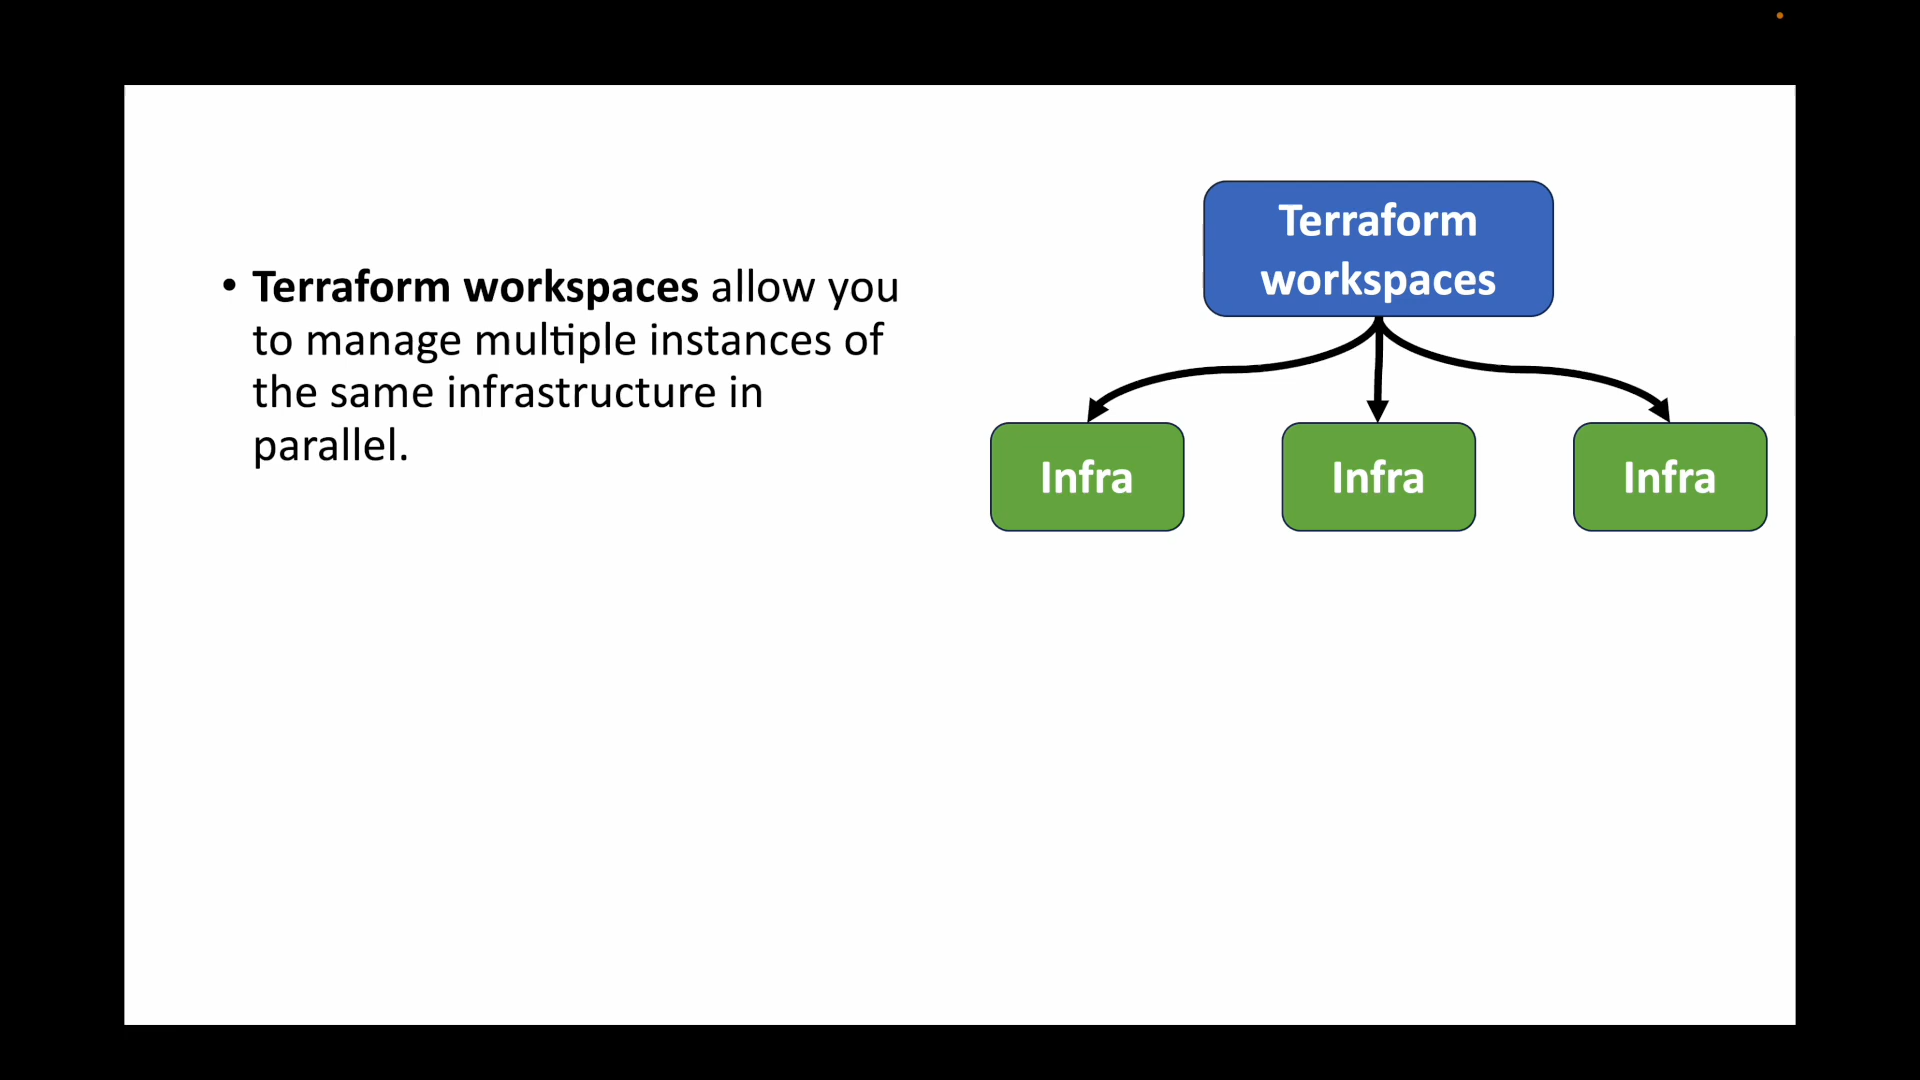 • Terraform workspaces allow you
to manage multiple instances of
the same infrastructure in
parallel.
Terraform
workspaces
Infra
Infra
Infra